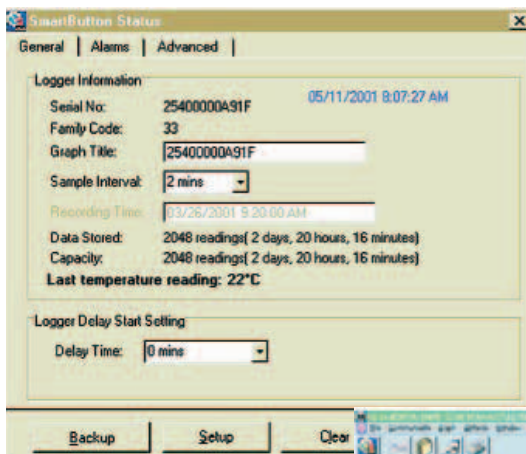 SmartButton Status
General | Alarms | Advanced |
Logger Information
05/11/2001 8:07:27 AM
Serial No: 25400000A91F
Family Code: 33
Graph Title: 25400000A91F
Sample Interval: 2 mins
Recording Time: 03/26/2001 9:20:00 AM
Data Stored: 2048 readings( 2 days, 20 hours, 16 minutes)
Capacity: 2048 readings( 2 days, 20 hours, 16 minutes)
Last temperature reading: 22°C
Logger Delay Start Setting
Delay Time: 0 mins
Backup Setup Clear